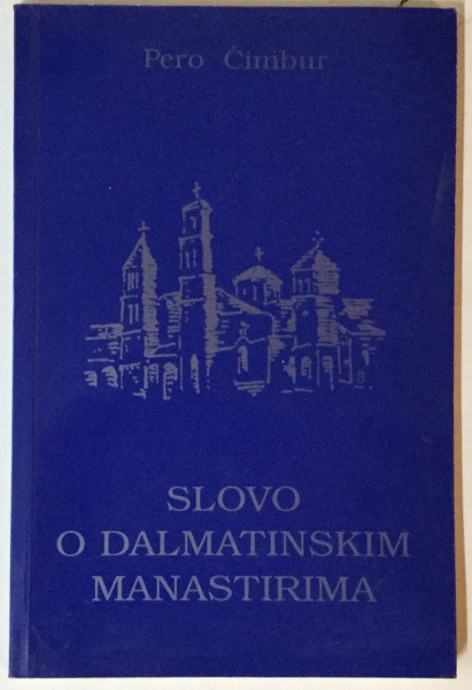 Pero Čimbur
SLOVO
O DALMATINSKIM
MANASTIRIMA